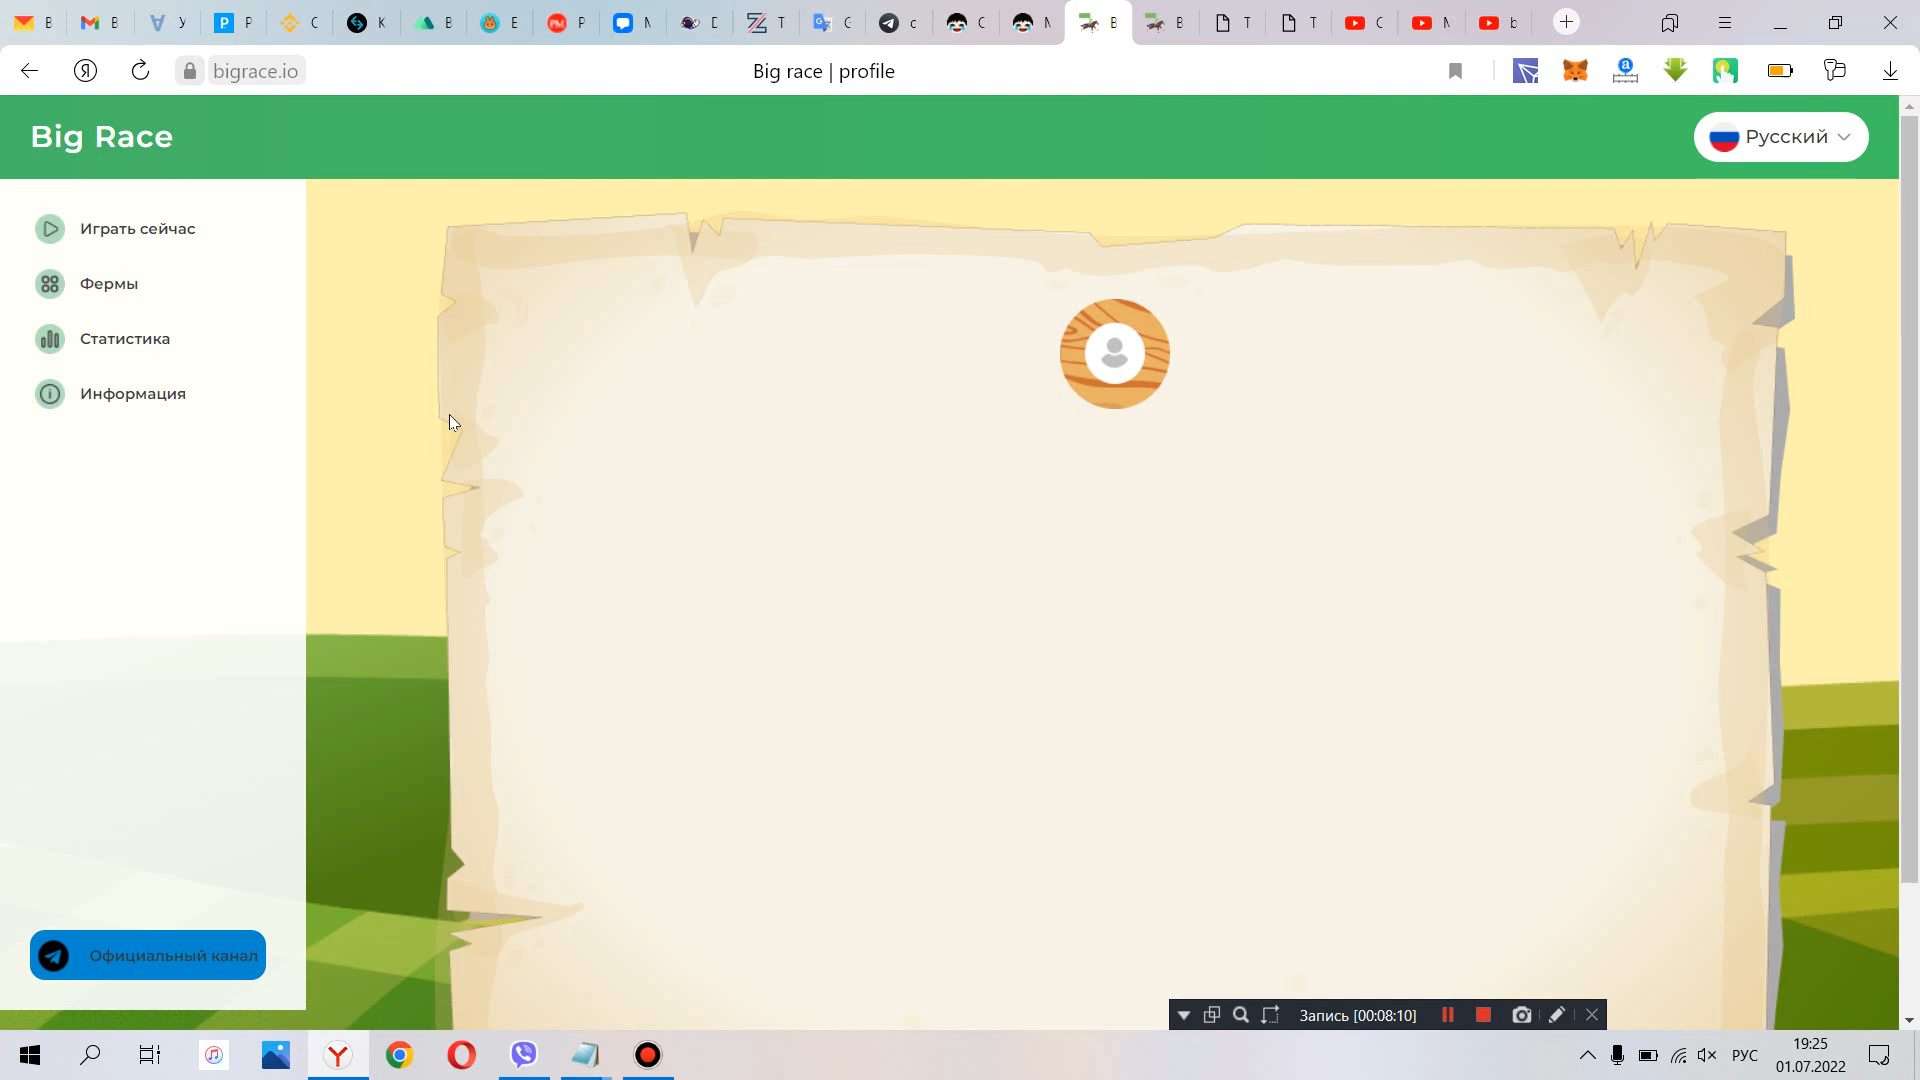 В
В
У
P
С
К
В
E
P
М
D
T
G
с
С
М
B
B
T
T
С
М
b
bigrace.io
Big race | profile
Big Race
Русский
Играть сейчас
Фермы
Статистика
Информация
Официальный канал
Запись [00:08:10]
РУС
19:25
01.07.2022